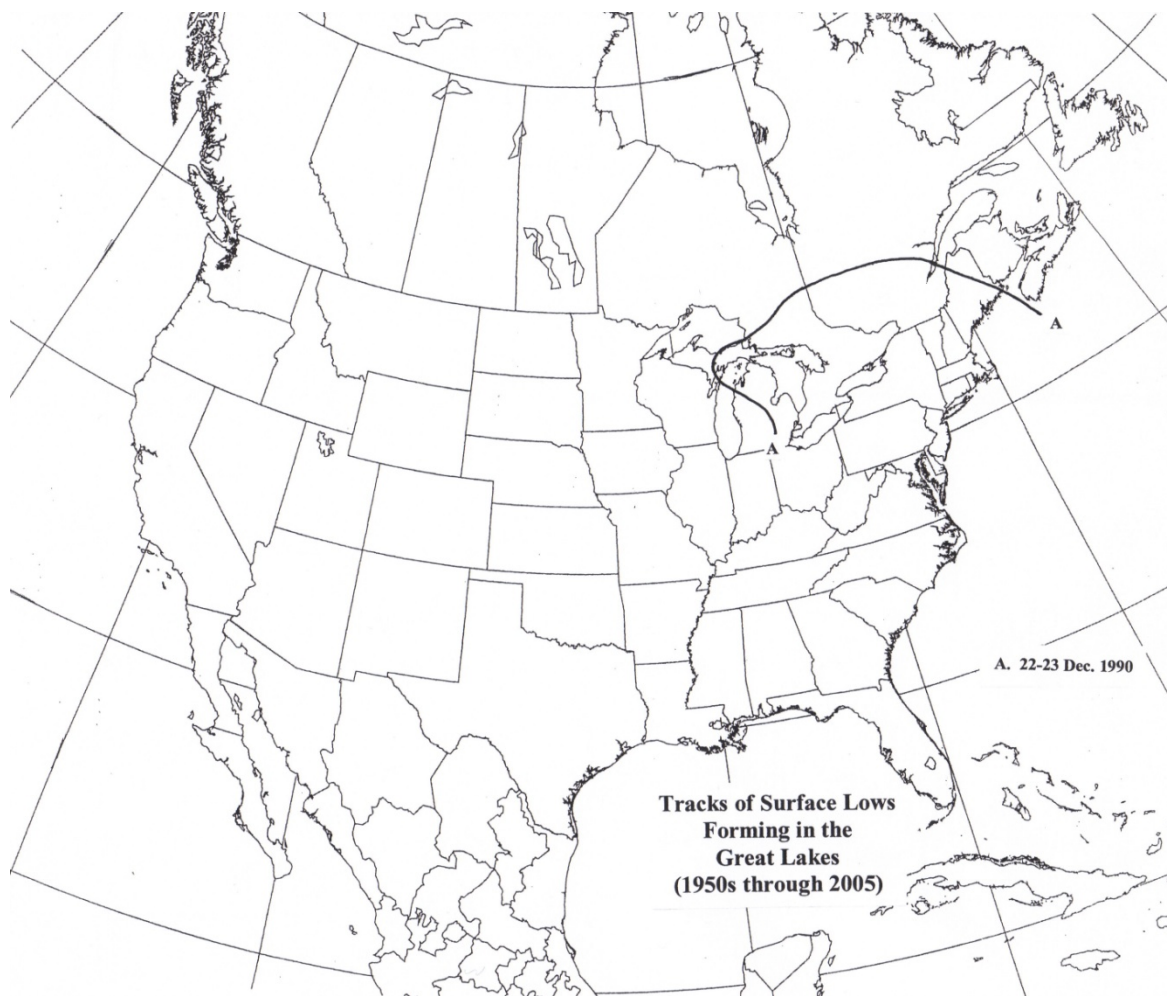 A
A
A. 22-23 Dec. 1990
Tracks of Surface Lows
Forming in the
Great Lakes
(1950s through 2005)